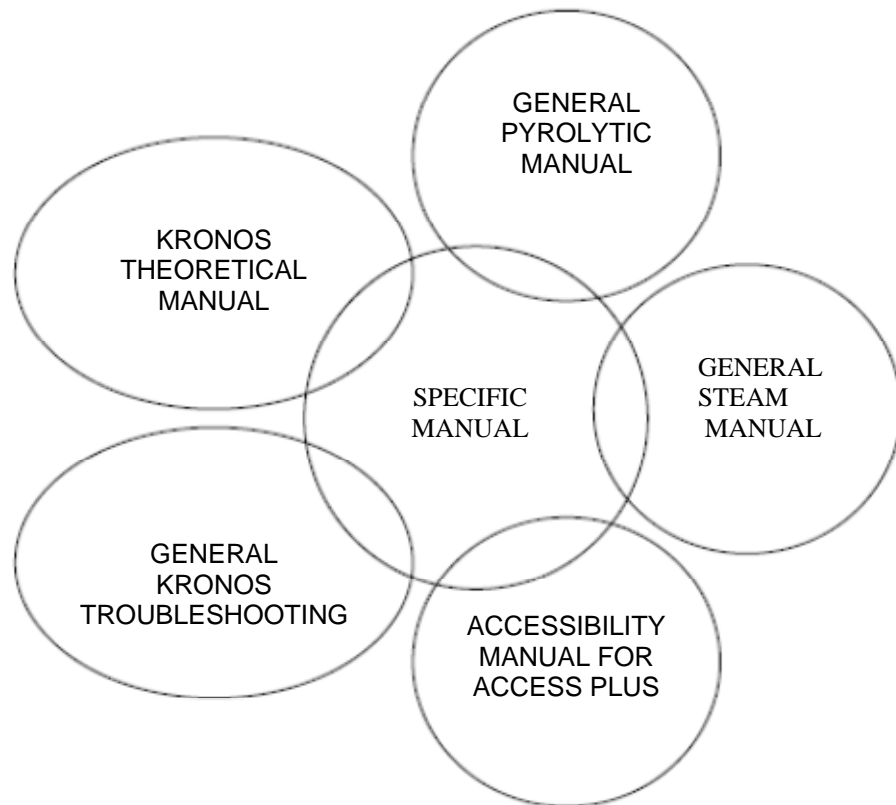 GENERAL
PYROLYTIC
MANUAL
KRONOS
THEORETICAL
MANUAL
GENERAL
STEAM
MANUAL
SPECIFIC
MANUAL
GENERAL
KRONOS
TROUBLESHOOTING
ACCESSIBILITY
MANUAL FOR
ACCESS PLUS